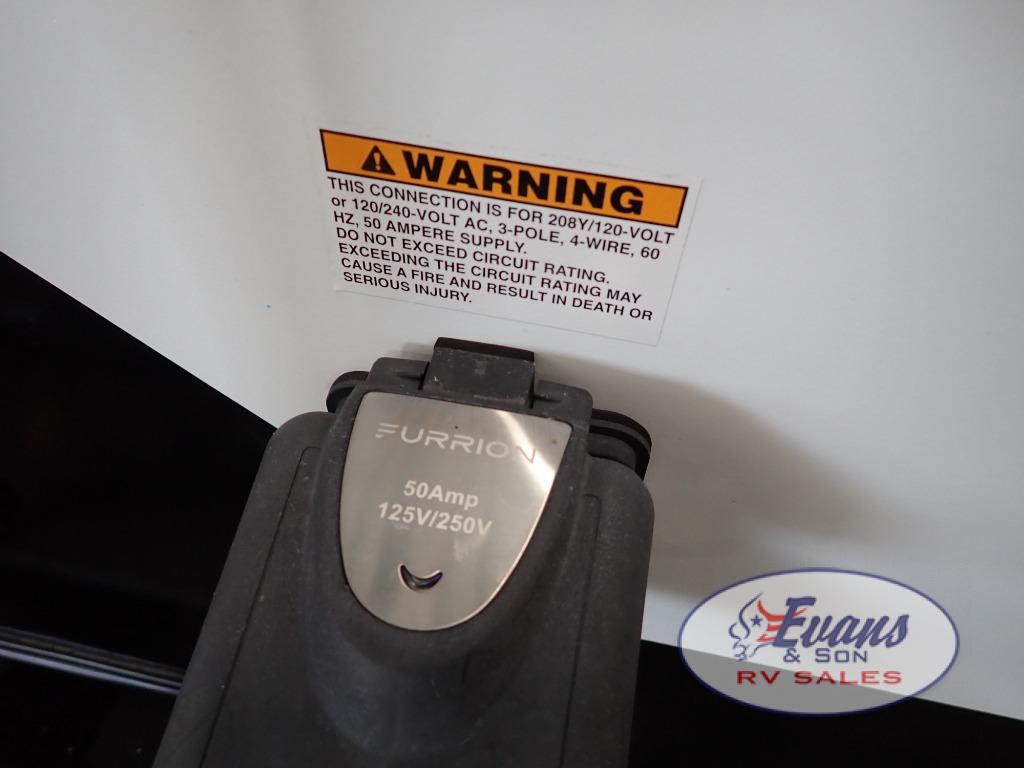 WARNING
THIS CONNECTION IS FOR 208Y/120-VOLT
or 120/240-VOLT AC, 3-POLE, 4-WIRE, 60
HZ, 50 AMPERE SUPPLY.
DO NOT EXCEED CIRCUIT RATING.
EXCEEDING THE CIRCUIT RATING MAY
CAUSE A FIRE AND RESULT IN DEATH OR
SERIOUS INJURY.
FURRION
50Amp
125V/250V
Evans
& SON
RV SALES